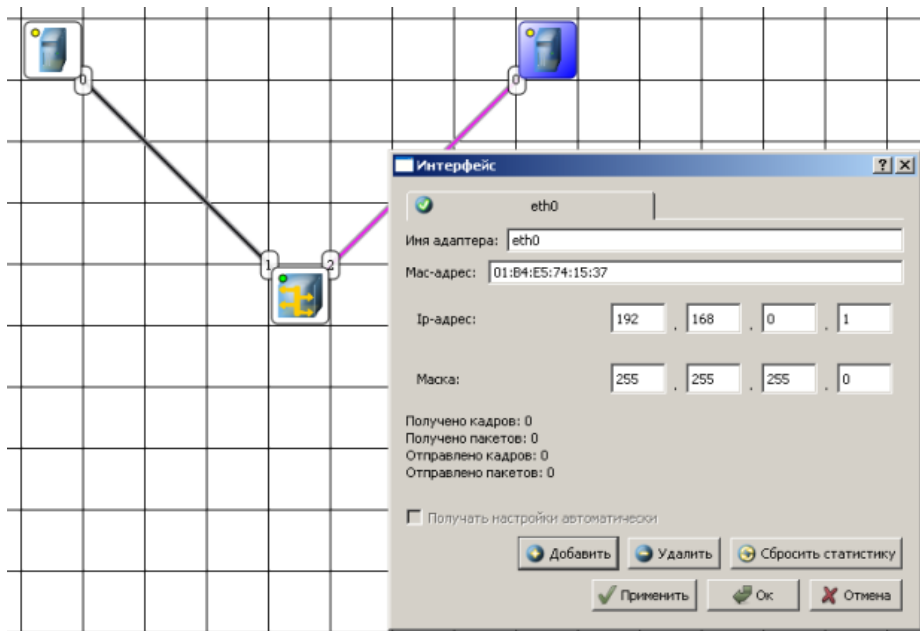 0
0
1
2
Интерфейс
eth0
Имя адаптера: eth0
Mac-адрес: 01:B4:E5:74:15:37
Ip-адрес: 192 . 168 . 0 . 1
Маска: 255 . 255 . 255 . 0
Получено кадров: 0
Получено пакетов: 0
Отправлено кадров: 0
Отправлено пакетов: 0
Получать настройки автоматически
Добавить Удалить Сбросить статистику
Применить Ок Отмена